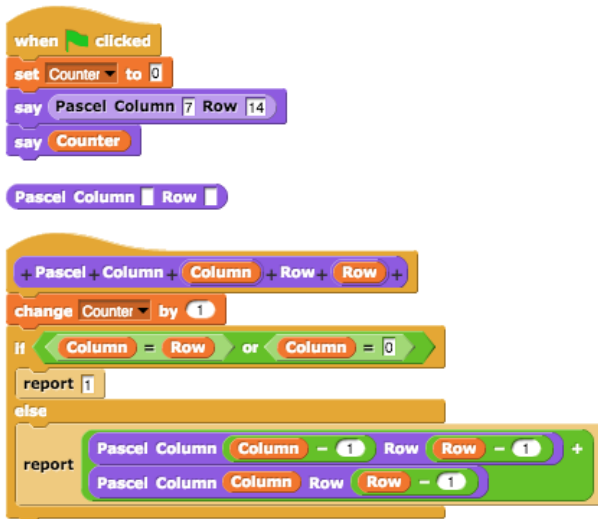 when clicked
set Counter to 0
say Pascel Column 7 Row 14
say Counter
Pascel Column Row
+ Pascel + Column + Column + Row + Row +
change Counter by 1
if Column = Row or Column = 0
report 1
else
Pascel Column Column - 1 Row Row - 1 +
report
Pascel Column Column Row Row - 1